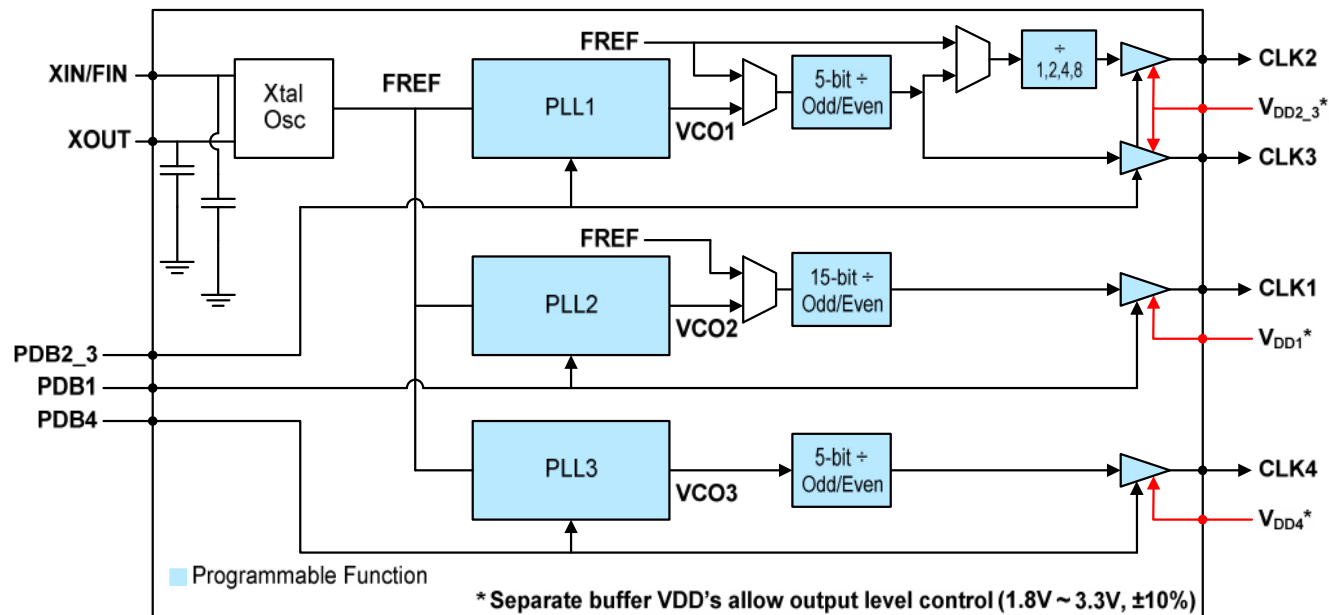 FREF
XIN/FIN
Xtal
Osc
FREF
PLL1
VCO1
5-bit ÷
Odd/Even
÷
1,2,4,8
CLK2
VDD2_3*
XOUT
CLK3
FREF
PLL2
VCO2
15-bit ÷
Odd/Even
CLK1
VDD1*
PDB2_3
PDB1
PDB4
PLL3
VCO3
5-bit ÷
Odd/Even
CLK4
VDD4*
Programmable Function
* Separate buffer VDD's allow output level control (1.8V ~ 3.3V, ±10%)